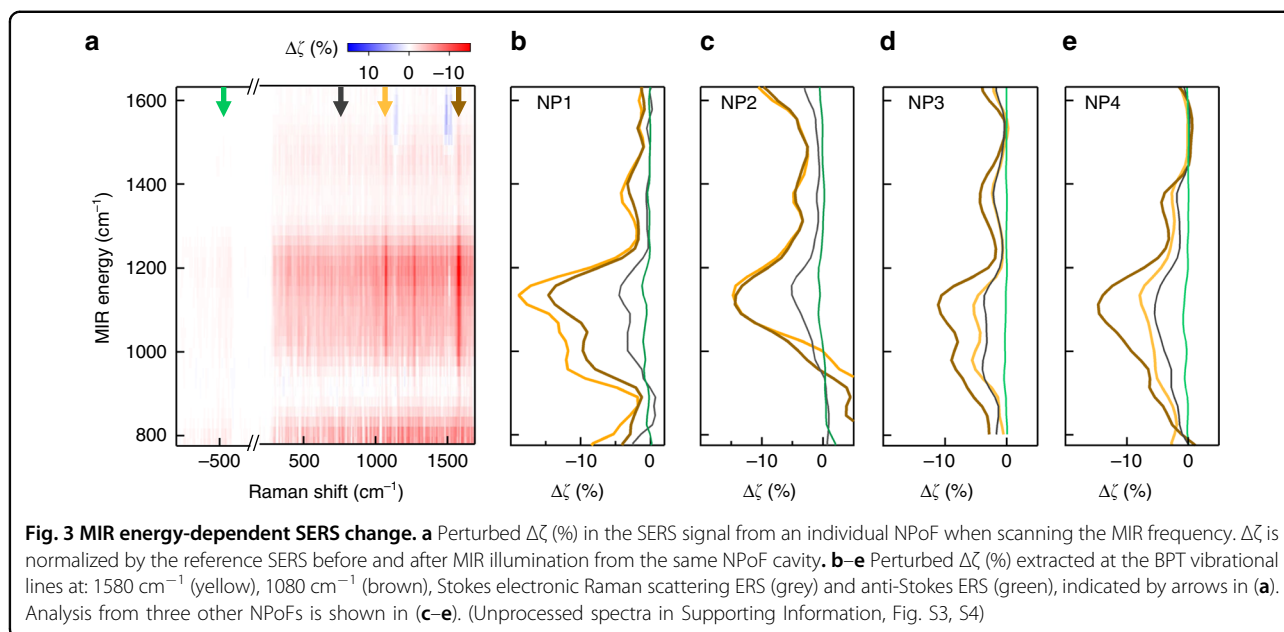 a
b
c
d
e
Δζ (%)
10 0 −10
NP1
NP2
NP3
NP4
1600
1400
1200
1000
800
MIR energy (cm⁻¹)
−500 500 1000 1500
Raman shift (cm⁻¹)
−10 0
−10 0
−10 0
−10 0
Δζ (%)
Δζ (%)
Δζ (%)
Δζ (%)
Fig. 3 MIR energy-dependent SERS change. a Perturbed Δζ (%) in the SERS signal from an individual NPoF when scanning the MIR frequency. Δζ is
normalized by the reference SERS before and after MIR illumination from the same NPoF cavity. b–e Perturbed Δζ (%) extracted at the BPT vibrational
lines at: 1580 cm⁻¹ (yellow), 1080 cm⁻¹ (brown), Stokes electronic Raman scattering ERS (grey) and anti-Stokes ERS (green), indicated by arrows in (a).
Analysis from three other NPoFs is shown in (c–e). (Unprocessed spectra in Supporting Information, Fig. S3, S4)